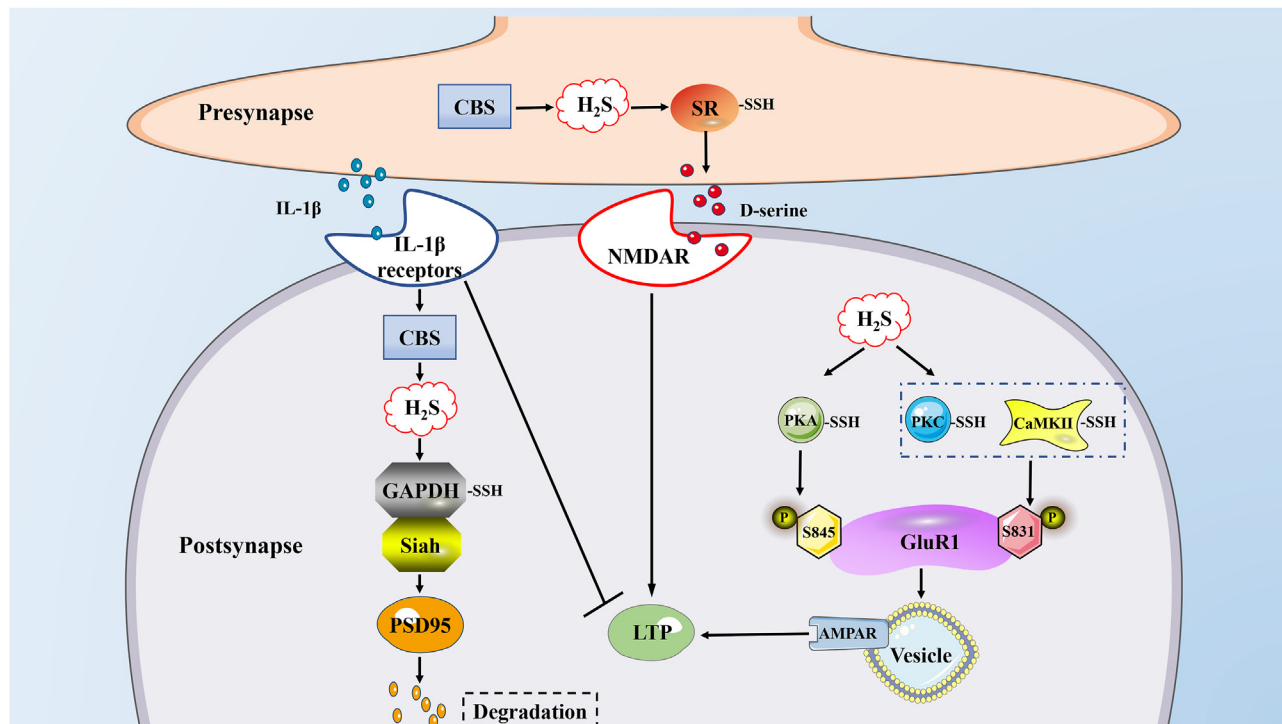 Presynapse
CBS
H₂S
SR
-SSH
IL-1β
D-serine
IL-1β
receptors
NMDAR
CBS
H₂S
H₂S
PKA
-SSH
PKC
-SSH
CaMKII
-SSH
GAPDH
-SSH
Siah
Postsynapse
P
S845
GluR1
S831
P
PSD95
LTP
AMPAR
Vesicle
Degradation